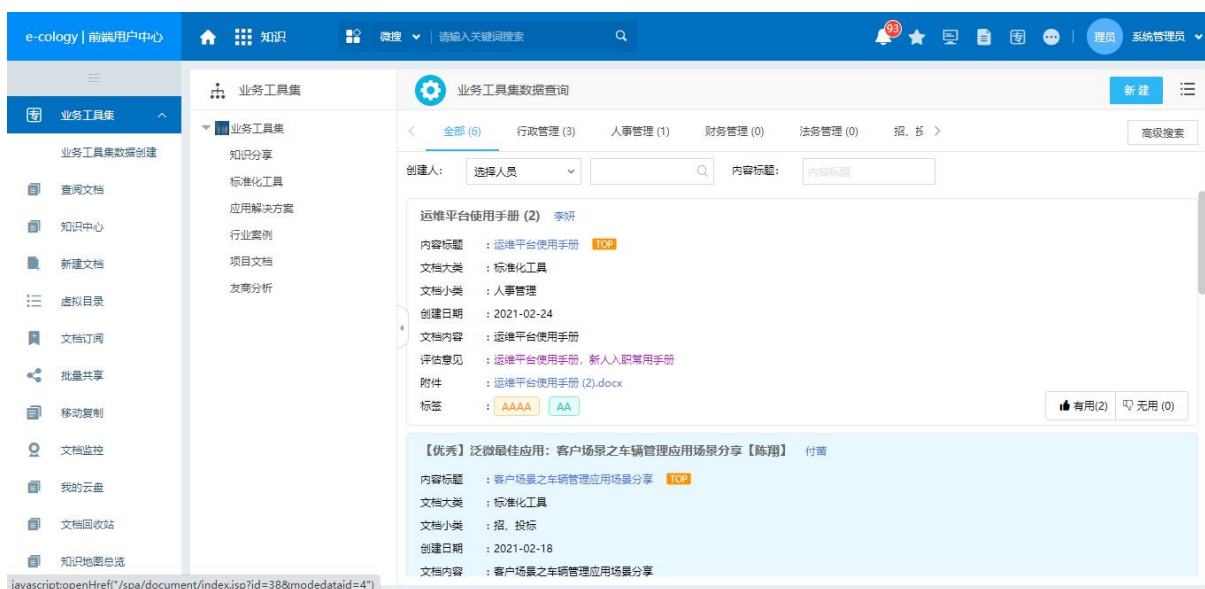 e-cology | 前端用户中心
知识
微搜
请输入关键词搜索
93
理员
系统管理员
业务工具集
业务工具集数据创建
查阅文档
知识中心
新建文档
虚拟目录
文档订阅
批量共享
移动复制
文档监控
我的云盘
文档回收站
知识地图总览
javascript:openHref("/spa/document/index.jsp?id=38&modedataid=4")
业务工具集
业务工具集
知识分享
标准化工具
应用解决方案
行业案例
项目文档
友商分析
业务工具集数据查询
新建
全部 (6) 行政管理 (3) 人事管理 (1) 财务管理 (0) 法务管理 (0) 招、
高级搜索
创建人: 选择人员 内容标题: 内容标题
运维平台使用手册 (2) 李妍
内容标题 : 运维平台使用手册 TOP
文档大类 : 标准化工具
文档小类 : 人事管理
创建日期 : 2021-02-24
文档内容 : 运维平台使用手册
评估意见 : 运维平台使用手册, 新人入职常用手册
附件 : 运维平台使用手册 (2).docx
标签 : AAAA AA
有用(2) 无用 (0)
【优秀】泛微最佳应用: 客户场景之车辆管理应用场景分享【陈翔】 付蕾
内容标题 : 客户场景之车辆管理应用场景分享 TOP
文档大类 : 标准化工具
文档小类 : 招、投标
创建日期 : 2021-02-18
文档内容 : 客户场景之车辆管理应用场景分享